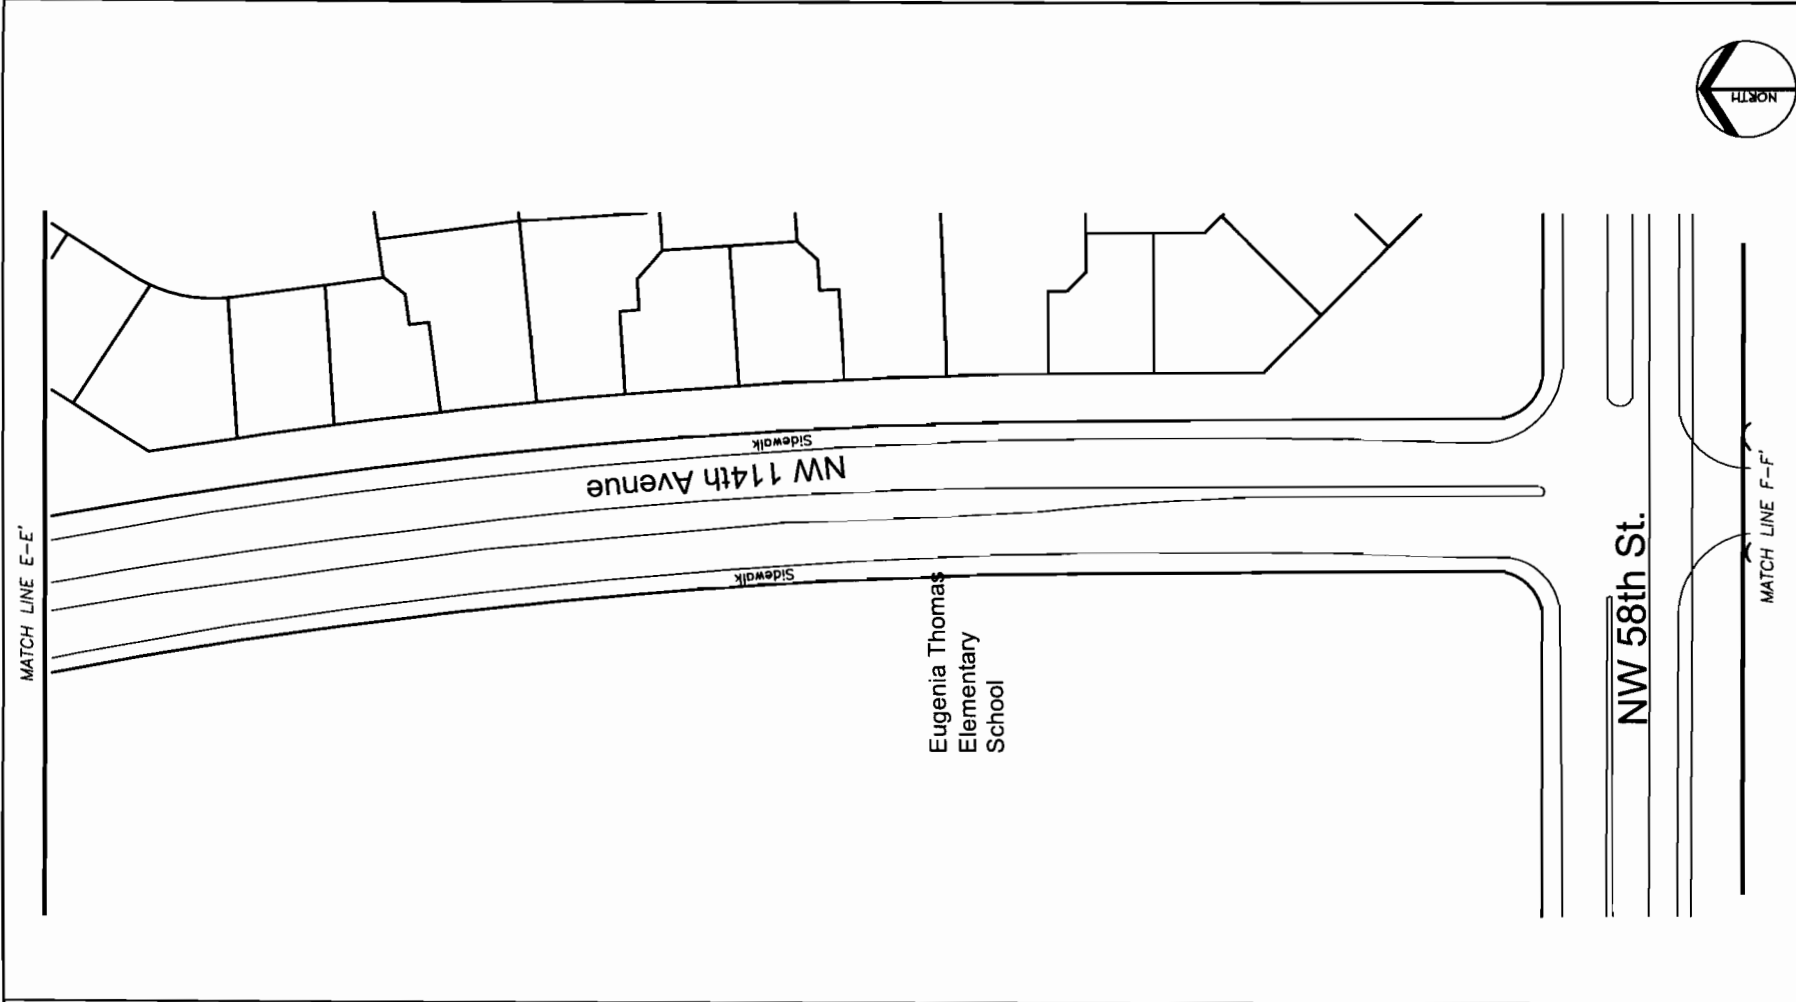 NORTH
MATCH LINE E-E'
Sidewalk
NW 114th Avenue
Sidewalk
Eugenia Thomas
Elementary
School
NW 58th St.
MATCH LINE F-F'